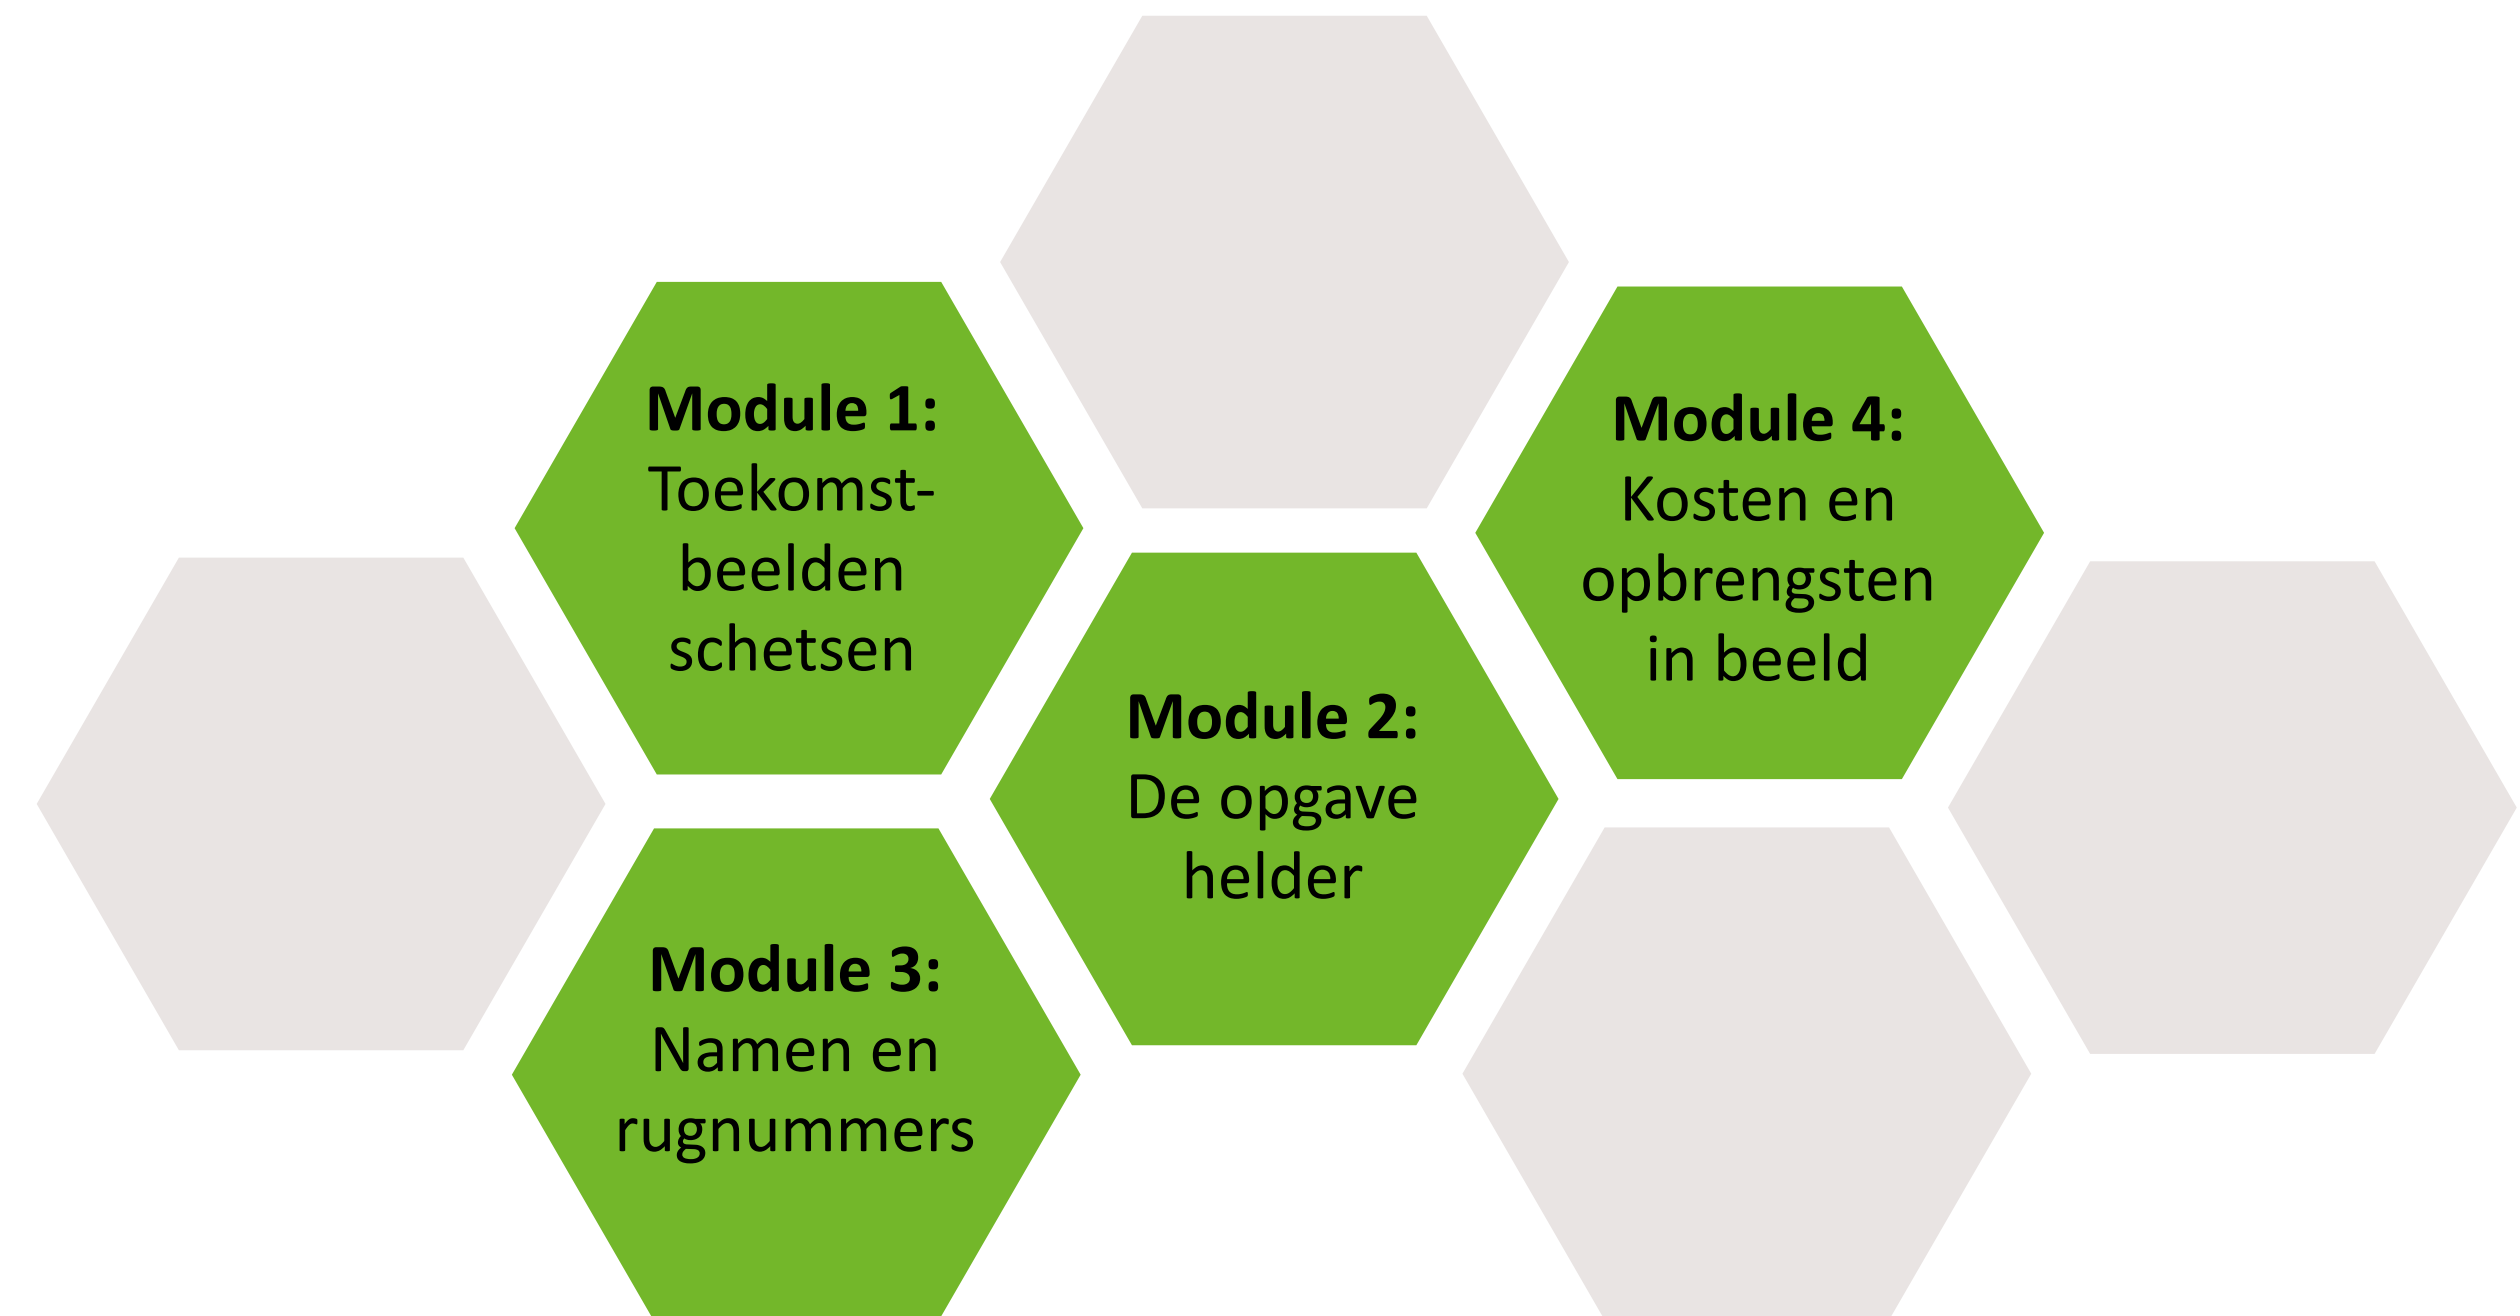 Module 1:
Toekomst-
beelden
schetsen
Module 2:
De opgave
helder
Module 3:
Namen en
rugnummers
Module 4:
Kosten en
opbrengsten
in beeld